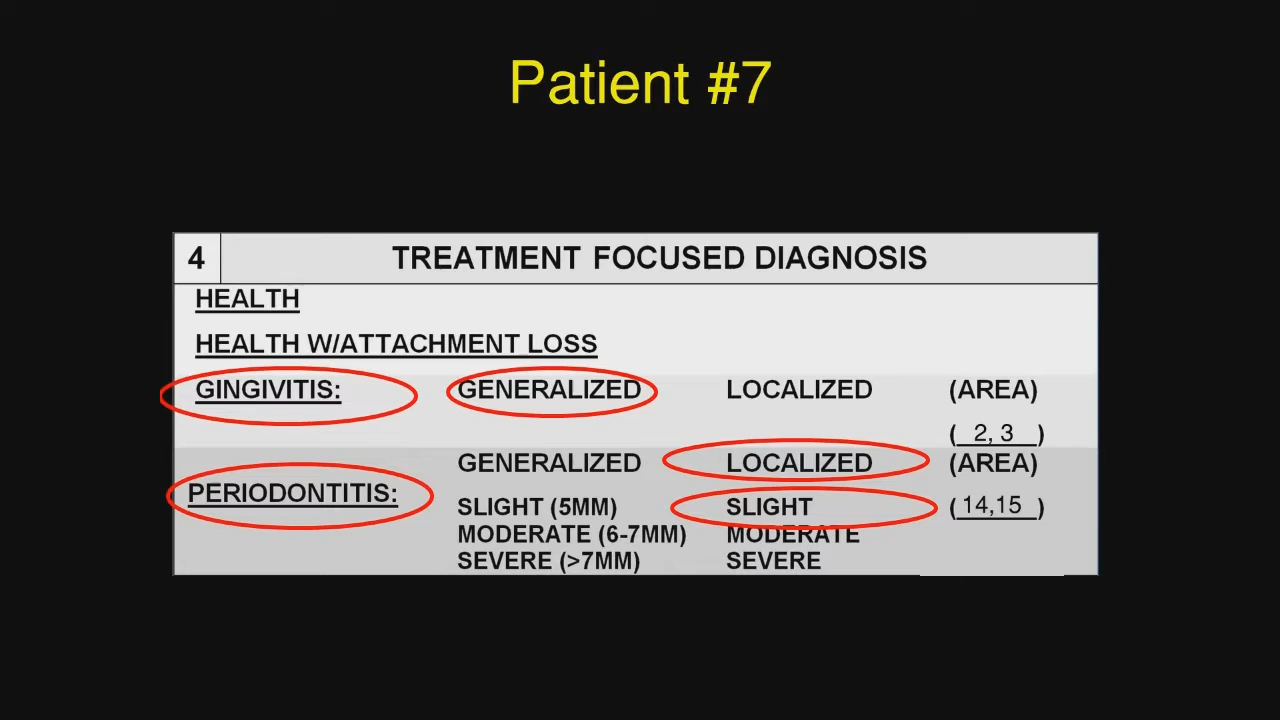 Patient #7
4 TREATMENT FOCUSED DIAGNOSIS
HEALTH
HEALTH W/ATTACHMENT LOSS
GINGIVITIS: GENERALIZED LOCALIZED (AREA)
( 2, 3 )
GENERALIZED LOCALIZED (AREA)
PERIODONTITIS:
SLIGHT (5MM) SLIGHT ( 14,15 )
MODERATE (6-7MM) MODERATE
SEVERE (>7MM) SEVERE